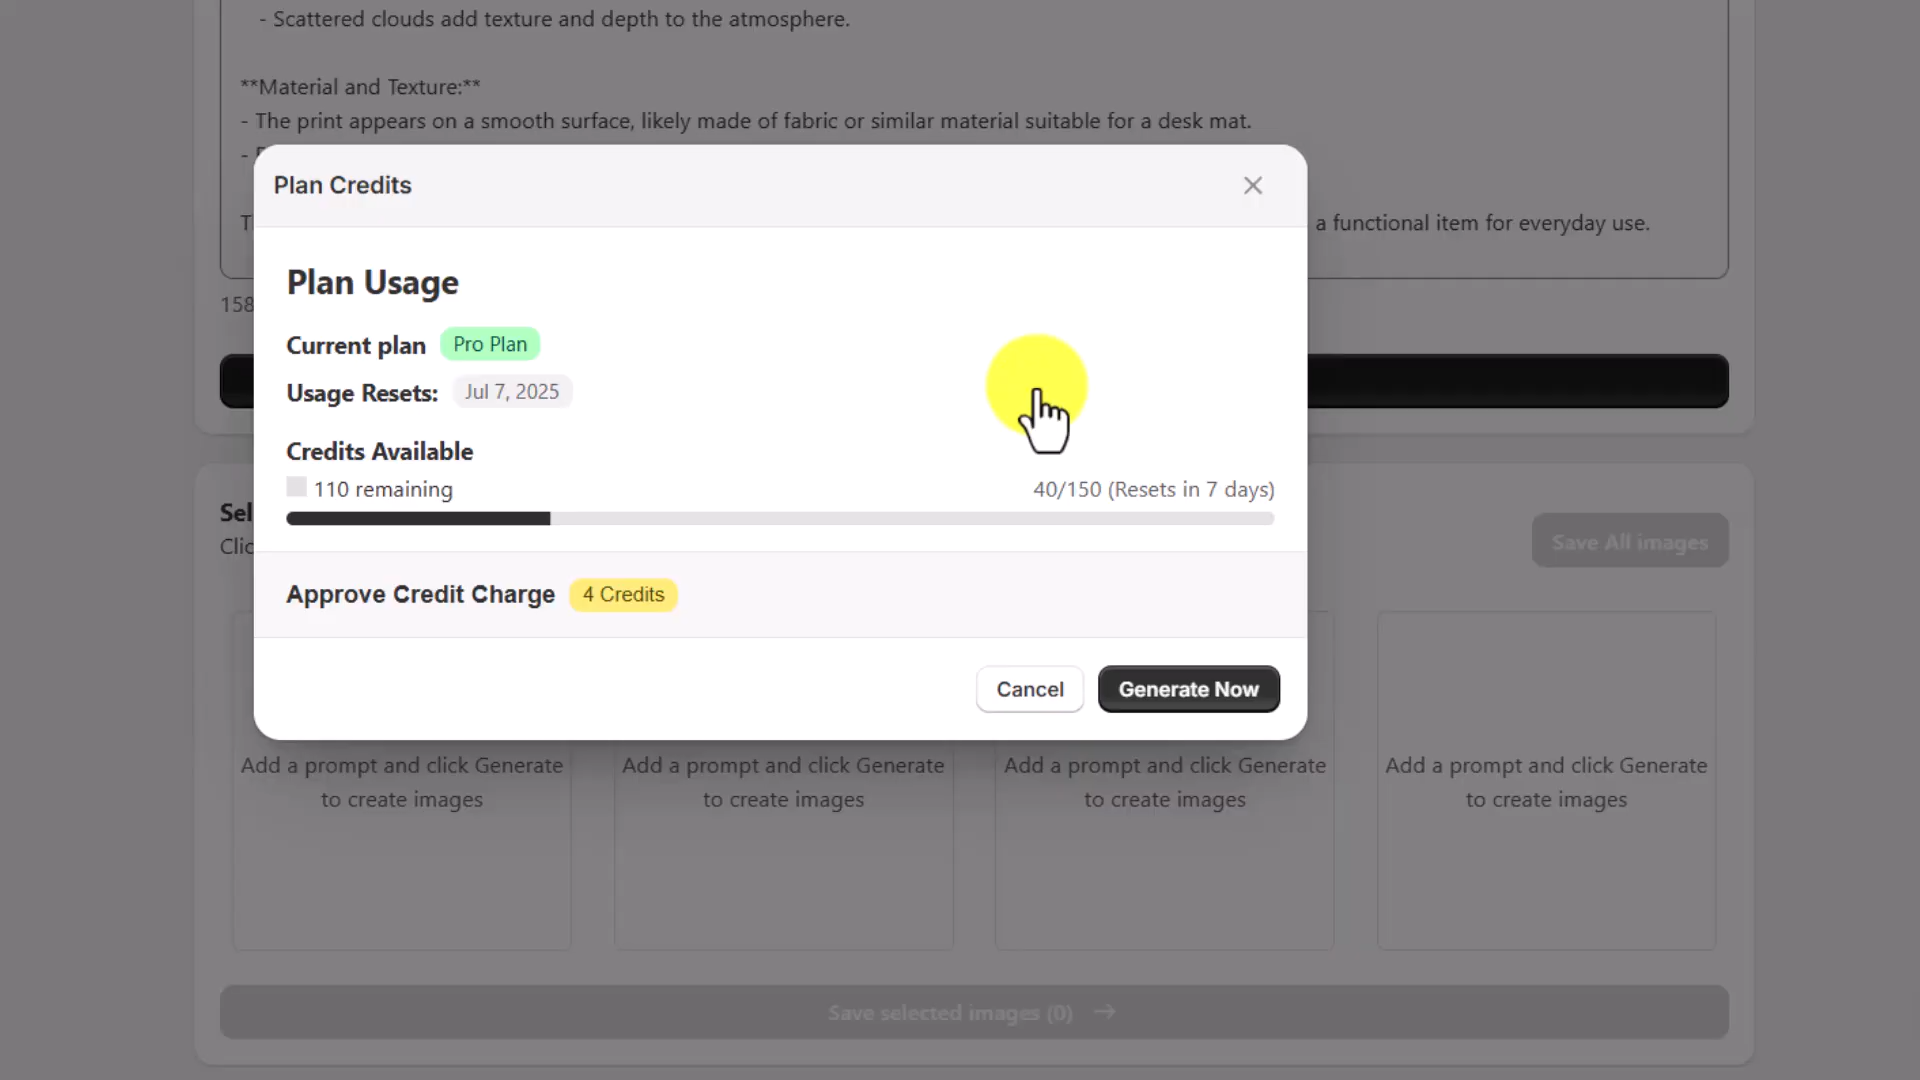 - Scattered clouds add texture and depth to the atmosphere.
**Material and Texture:**
- The print appears on a smooth surface, likely made of fabric or similar material suitable for a desk mat.
-
Plan Credits
a functional item for everyday use.
Plan Usage
158
Current plan Pro Plan
Usage Resets: Jul 7, 2025
Credits Available
110 remaining 40/150 (Resets in 7 days)
Sel
Clic
Save All images
Approve Credit Charge 4 Credits
Cancel Generate Now
Add a prompt and click Generate
to create images
Add a prompt and click Generate
to create images
Add a prompt and click Generate
to create images
Add a prompt and click Generate
to create images
Save selected images (0) →